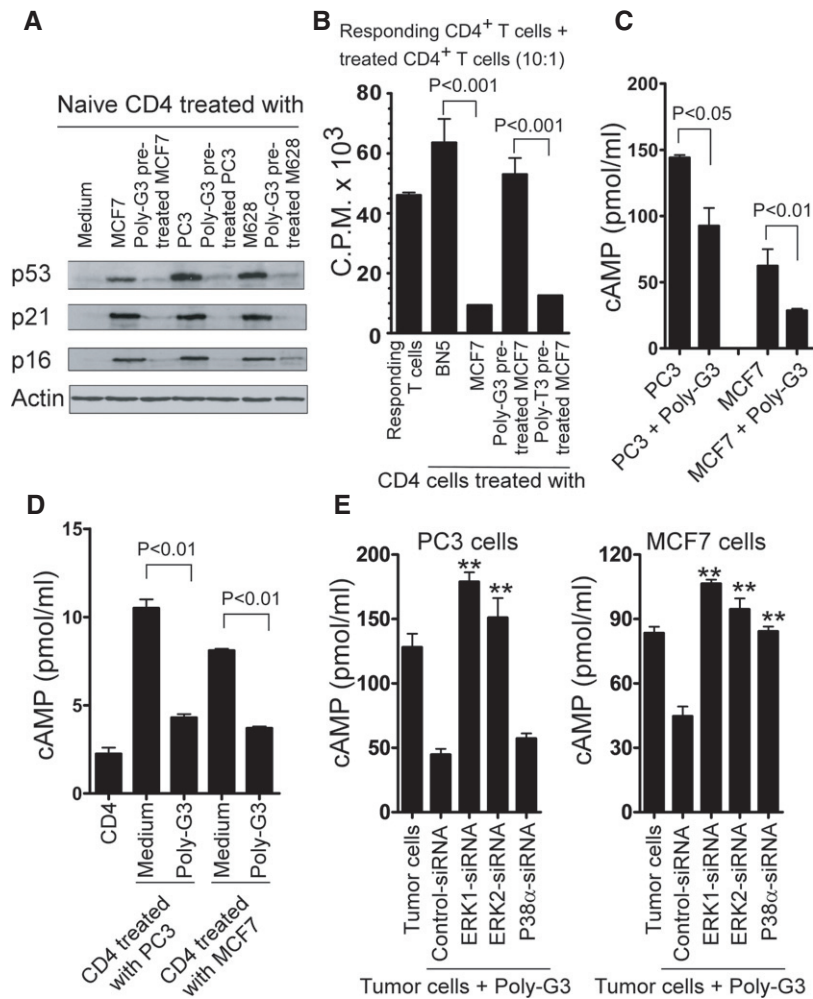 A
Naive CD4 treated with
Medium
MCF7
Poly-G3 pre-
treated MCF7
PC3
Poly-G3 pre-
treated PC3
M628
Poly-G3 pre-
treated M628
p53
p21
p16
Actin
B
Responding CD4⁺ T cells +
treated CD4⁺ T cells (10:1)
P<0.001
P<0.001
C.P.M. x 10³
80
60
40
20
0
Responding
T cells
BN5
MCF7
Poly-G3 pre-
treated MCF7
Poly-T3 pre-
treated MCF7
CD4 cells treated with
C
P<0.05
P<0.01
cAMP (pmol/ml)
200
150
100
50
0
PC3
PC3 + Poly-G3
MCF7
MCF7 + Poly-G3
D
P<0.01
P<0.01
cAMP (pmol/ml)
15
10
5
0
CD4
Medium
Poly-G3
Medium
Poly-G3
CD4 treated
with PC3
CD4 treated
with MCF7
E
PC3 cells
cAMP (pmol/ml)
200
150
100
50
0
**
**
Tumor cells
Control-siRNA
ERK1-siRNA
ERK2-siRNA
P38α-siRNA
Tumor cells + Poly-G3
MCF7 cells
cAMP (pmol/ml)
120
90
60
30
0
**
**
**
Tumor cells
Control-siRNA
ERK1-siRNA
ERK2-siRNA
P38α-siRNA
Tumor cells + Poly-G3